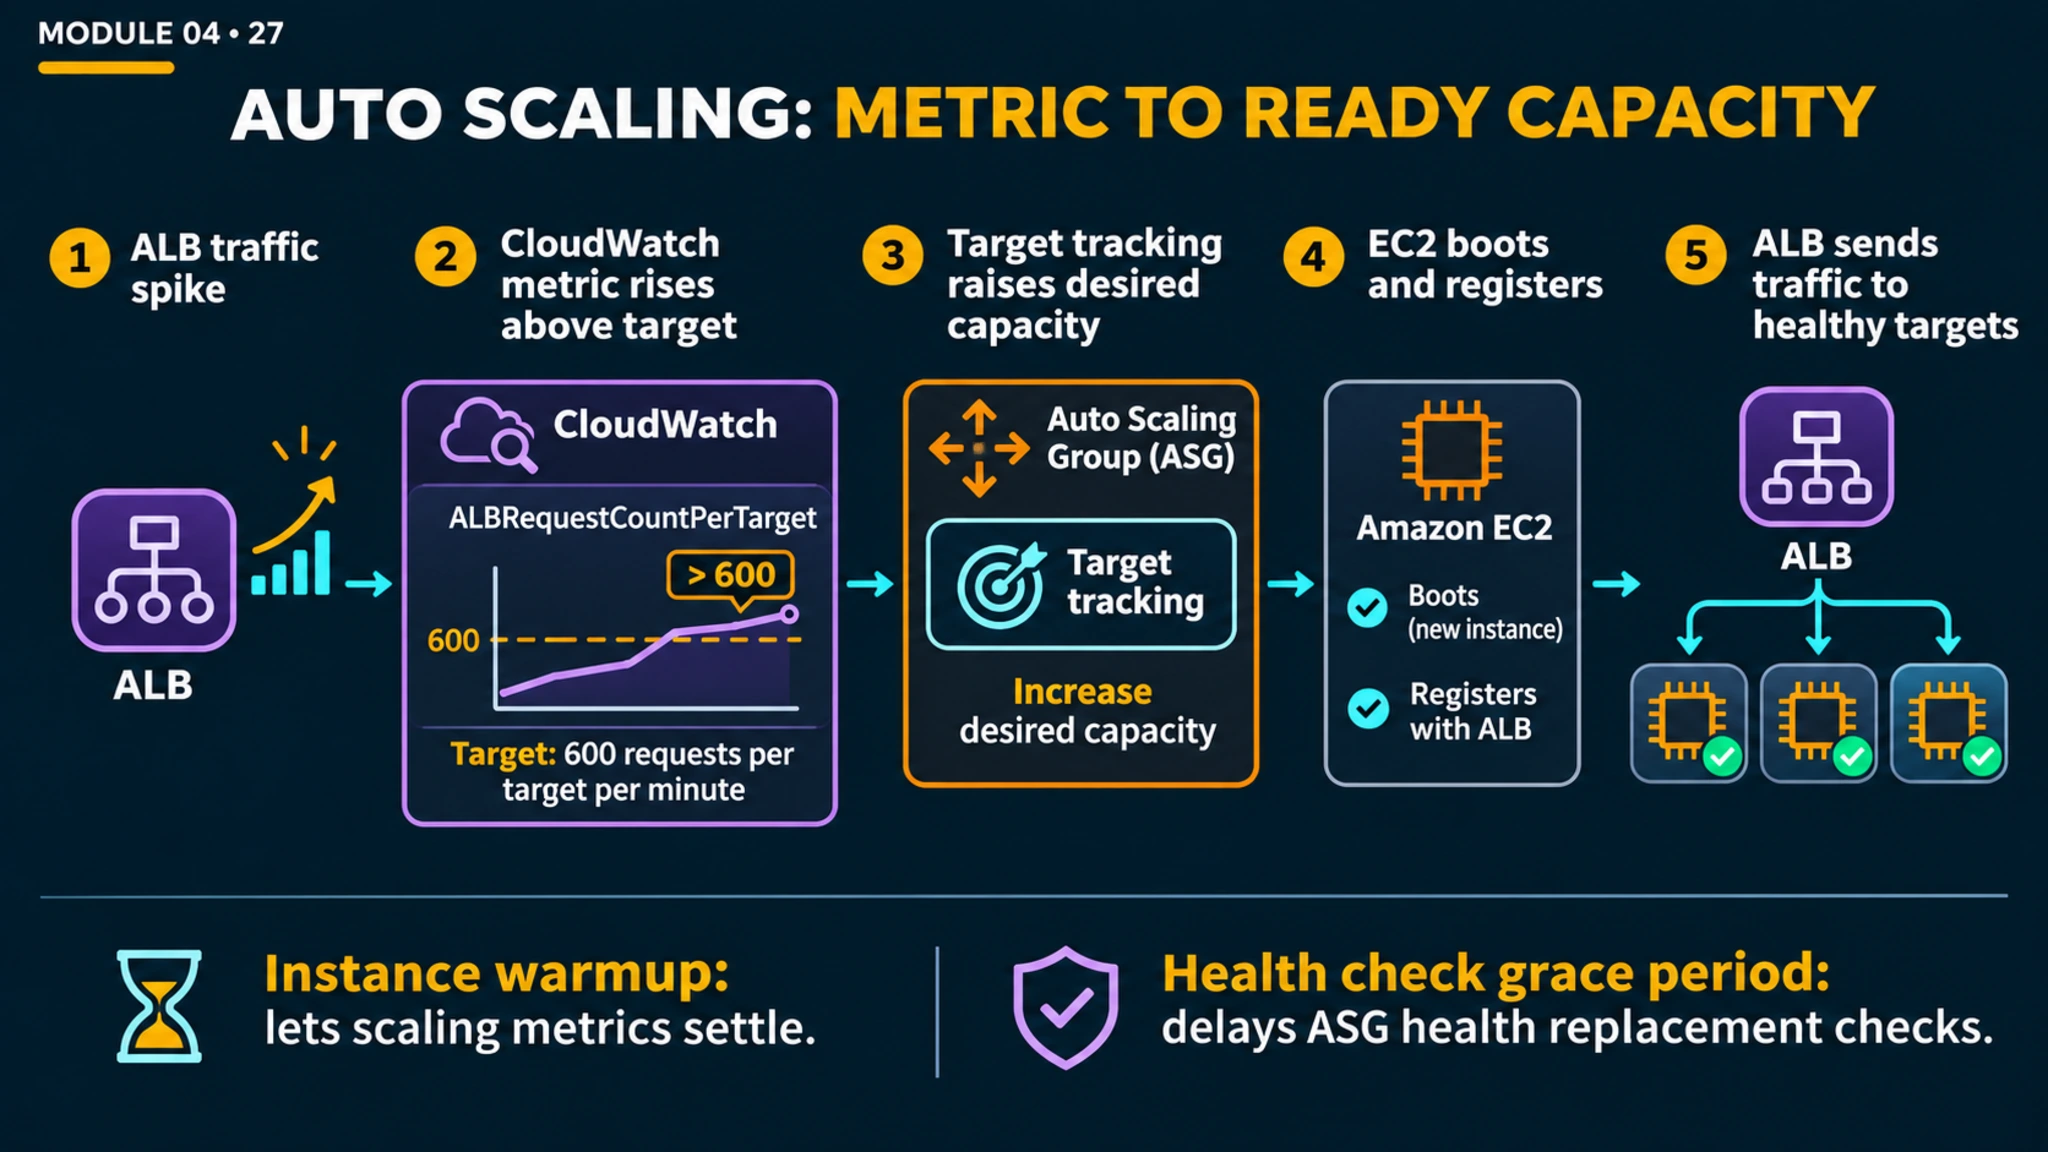 MODULE 04 • 27
AUTO SCALING: METRIC TO READY CAPACITY
1
ALB traffic
spike
2
CloudWatch
metric rises
above target
3
Target tracking
raises desired
capacity
4
EC2 boots
and registers
5
ALB sends
traffic to
healthy targets
ALB
CloudWatch
ALBRequestCountPerTarget
> 600
600
Target: 600 requests per
target per minute
Auto Scaling
Group (ASG)
Target
tracking
Increase
desired capacity
Amazon EC2
Boots
(new instance)
Registers
with ALB
ALB
Instance warmup:
lets scaling metrics settle.
Health check grace period:
delays ASG health replacement checks.